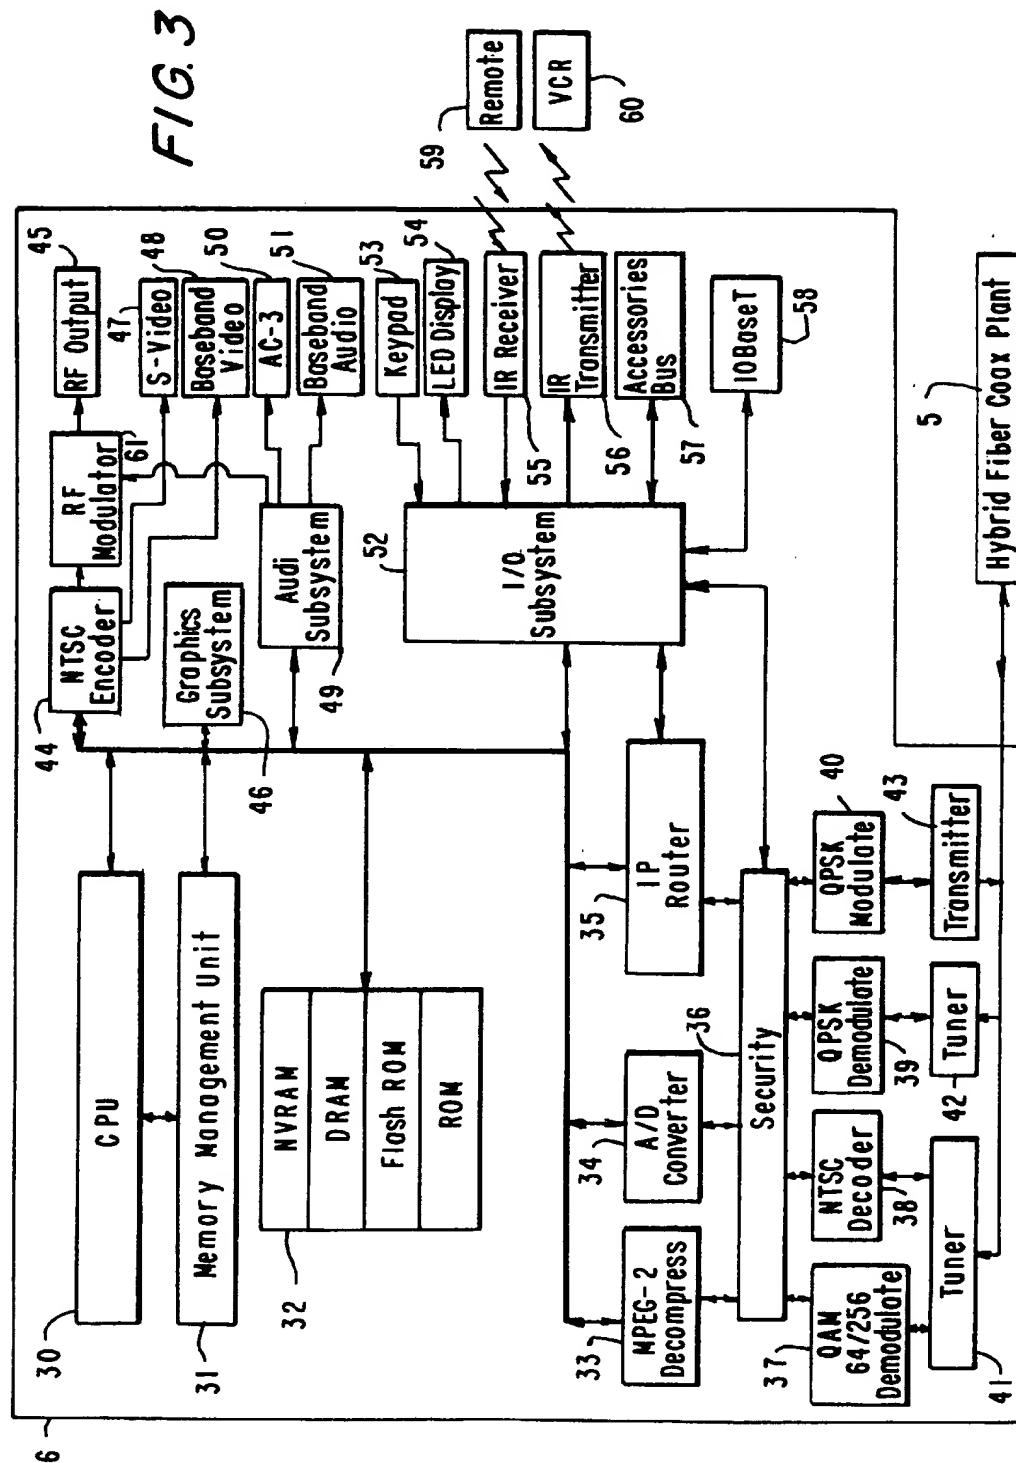 FIG. 3
6
30
CPU
31
Memory Management Unit
32
NVRAM
DRAM
Flash ROM
ROM
44
NTSC
Encoder
RF
Modulator
61
RF Output
45
47
S-Video
48
Baseband
Video
50
AC-3
51
Baseband
Audio
Graphics
Subsystem
46
Audi
Subsystem
49
53
Keypad
54
LED Display
52
I/O
Subsystem
IR Receiver
55
IR
Transmitter
56
Accessories
Bus
57
10BaseT
58
59
Remote
VCR
60
33
MPEG-2
Decompress
34
A/D
Converter
35
IP
Router
36
Security
37
QAM
64/256
Demodulate
NTSC
Decoder
38
QPSK
Demodulate
39
QPSK
Modulate
40
Tuner
41
42
Tuner
Transmitter
43
5
Hybrid Fiber Coax Plant